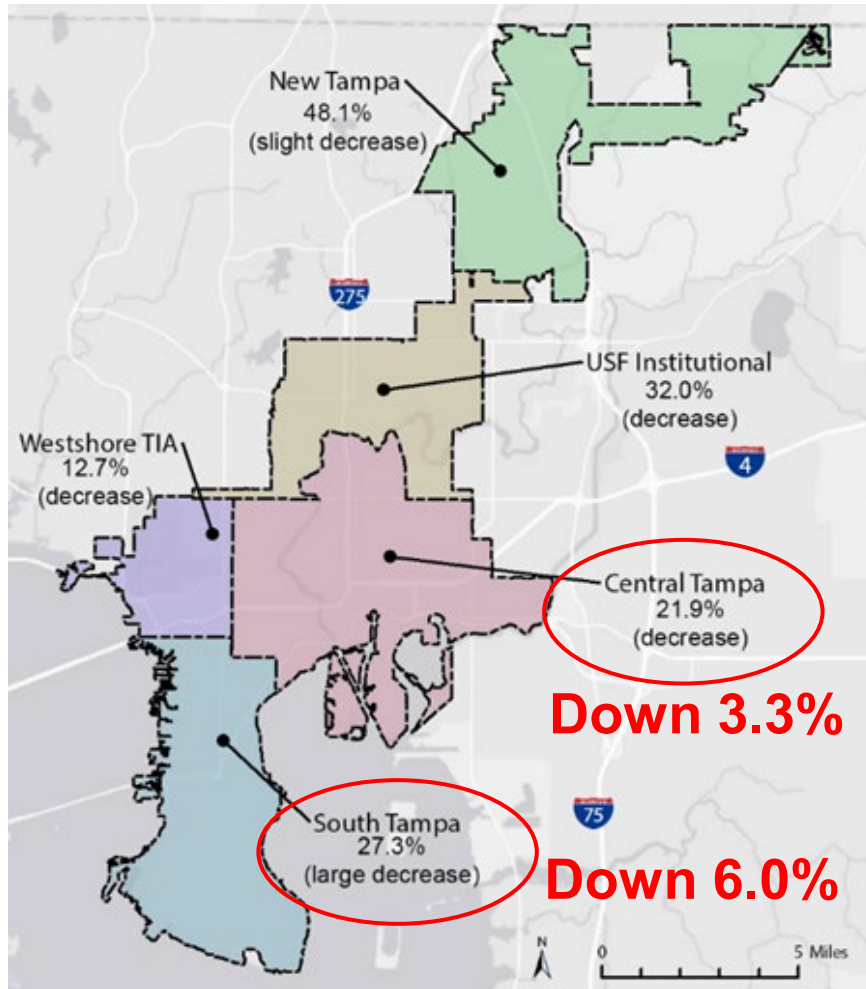 New Tampa
48.1%
(slight decrease)
275
USF Institutional
32.0%
(decrease)
Westshore TIA
12.7%
(decrease)
4
Central Tampa
21.9%
(decrease)
Down 3.3%
75
South Tampa
27.3%
(large decrease)
Down 6.0%
N
0 5 Miles